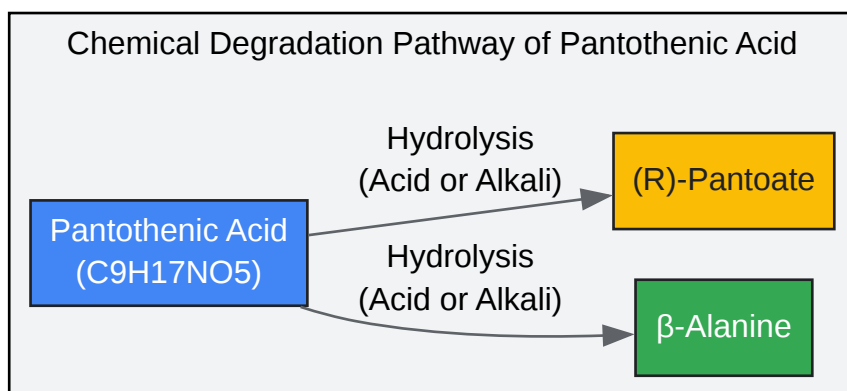 Chemical Degradation Pathway of Pantothenic Acid
Hydrolysis
(Acid or Alkali)
(R)-Pantoate
Pantothenic Acid
(C9H17NO5)
Hydrolysis
(Acid or Alkali)
β-Alanine